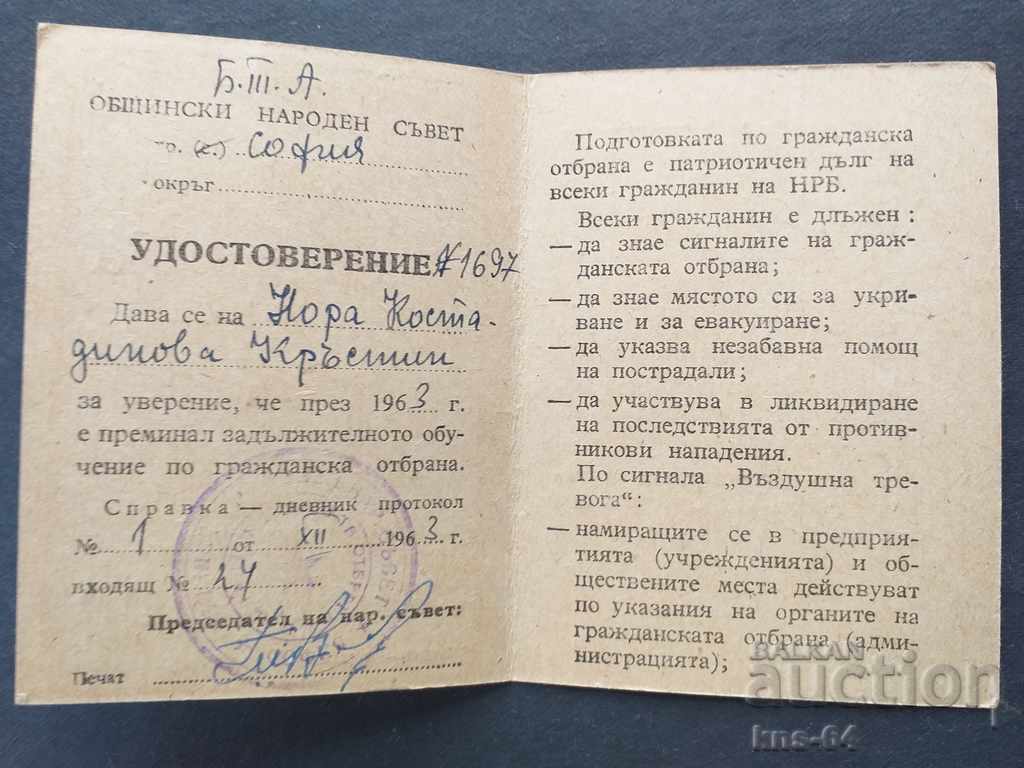 Б.Т.А.
ОБЩИНСКИ НАРОДЕН СЪВЕТ
гр. (с.) София
окръг
УДОСТОВЕРЕНИЕ № 1697
Дава се на Нора Коста-
динова Кръстин
за уверение, че през 1963 г.
е преминал задължителното обу-
чение по гражданска отбрана.
Справка — дневник протокол
№ 1 от XII 1963 г.
входящ № 27
Председател на нар. съвет:
Печат
Подготовката по гражданска
отбрана е патриотичен дълг на
всеки гражданин на НРБ.
Всеки гражданин е длъжен :
— да знае сигналите на граж-
данската отбрана;
— да знае мястото си за укри-
ване и за евакуиране;
— да указва незабавна помощ
на пострадали;
— да участвува в ликвидиране
на последствията от против-
никови нападения.
По сигнала „Въздушна тре-
вога“:
— намиращите се в предприя-
тията (учрежденията) и об-
ществените места действуват
по указания на органите на
гражданската отбрана (адми-
нистрацията);
BALKAN
auction
kns-64